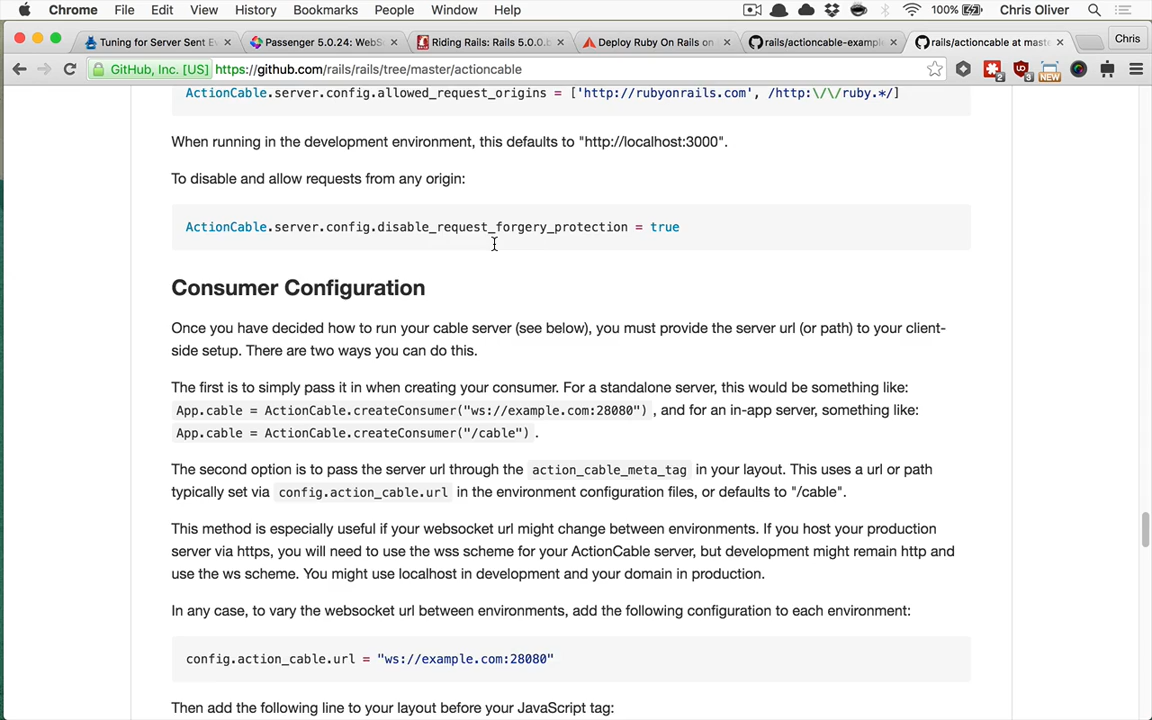 Chrome File Edit View History Bookmarks People Window Help 100% Chris Oliver
Tuning for Server Sent Ev × Passenger 5.0.24: WebS × Riding Rails: Rails 5.0.0.b × Deploy Ruby On Rails on × rails/actioncable-example × rails/actioncable at mast × Chris
GitHub, Inc. [US] https://github.com/rails/rails/tree/master/actioncable 2 3 NEW
ActionCable.server.config.allowed_request_origins = ['http://rubyonrails.com', /http:\/\/ruby.*/]
When running in the development environment, this defaults to "http://localhost:3000".
To disable and allow requests from any origin:
ActionCable.server.config.disable_request_forgery_protection = true
Consumer Configuration
Once you have decided how to run your cable server (see below), you must provide the server url (or path) to your client-
side setup. There are two ways you can do this.
The first is to simply pass it in when creating your consumer. For a standalone server, this would be something like:
App.cable = ActionCable.createConsumer("ws://example.com:28080") , and for an in-app server, something like:
App.cable = ActionCable.createConsumer("/cable") .
The second option is to pass the server url through the action_cable_meta_tag in your layout. This uses a url or path
typically set via config.action_cable.url in the environment configuration files, or defaults to "/cable".
This method is especially useful if your websocket url might change between environments. If you host your production
server via https, you will need to use the wss scheme for your ActionCable server, but development might remain http and
use the ws scheme. You might use localhost in development and your domain in production.
In any case, to vary the websocket url between environments, add the following configuration to each environment:
config.action_cable.url = "ws://example.com:28080"
Then add the following line to your layout before your JavaScript tag: